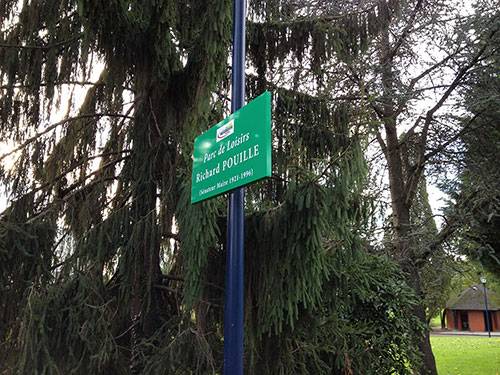 Parc de Loisirs
Richard POUILLE
(Sénateur Maire 1921-1996)